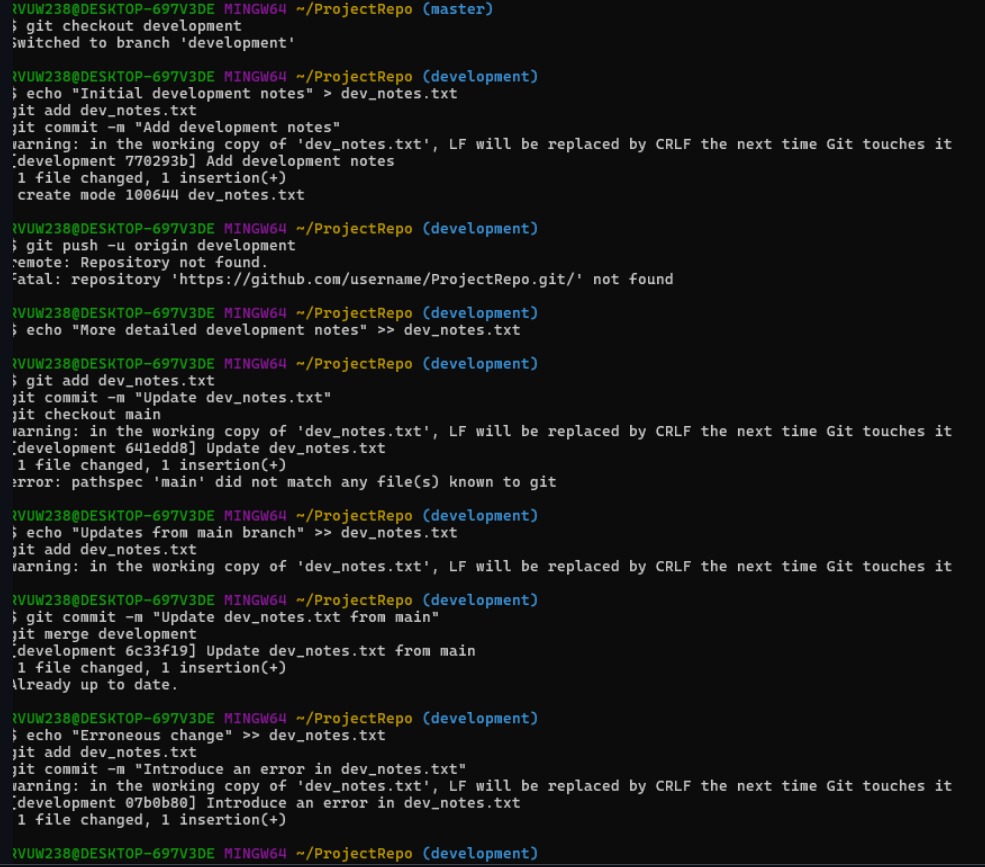 RVUW238@DESKTOP-697V3DE MINGW64 ~/ProjectRepo (master)
$ git checkout development
Switched to branch 'development'
RVUW238@DESKTOP-697V3DE MINGW64 ~/ProjectRepo (development)
$ echo "Initial development notes" > dev_notes.txt
git add dev_notes.txt
git commit -m "Add development notes"
warning: in the working copy of 'dev_notes.txt', LF will be replaced by CRLF the next time Git touches it
[development 770293b] Add development notes
1 file changed, 1 insertion(+)
create mode 100644 dev_notes.txt
RVUW238@DESKTOP-697V3DE MINGW64 ~/ProjectRepo (development)
$ git push -u origin development
remote: Repository not found.
fatal: repository 'https://github.com/username/ProjectRepo.git/' not found
RVUW238@DESKTOP-697V3DE MINGW64 ~/ProjectRepo (development)
$ echo "More detailed development notes" >> dev_notes.txt
RVUW238@DESKTOP-697V3DE MINGW64 ~/ProjectRepo (development)
$ git add dev_notes.txt
git commit -m "Update dev_notes.txt"
git checkout main
warning: in the working copy of 'dev_notes.txt', LF will be replaced by CRLF the next time Git touches it
[development 641edd8] Update dev_notes.txt
1 file changed, 1 insertion(+)
error: pathspec 'main' did not match any file(s) known to git
RVUW238@DESKTOP-697V3DE MINGW64 ~/ProjectRepo (development)
$ echo "Updates from main branch" >> dev_notes.txt
git add dev_notes.txt
warning: in the working copy of 'dev_notes.txt', LF will be replaced by CRLF the next time Git touches it
RVUW238@DESKTOP-697V3DE MINGW64 ~/ProjectRepo (development)
$ git commit -m "Update dev_notes.txt from main"
git merge development
[development 6c33f19] Update dev_notes.txt from main
1 file changed, 1 insertion(+)
Already up to date.
RVUW238@DESKTOP-697V3DE MINGW64 ~/ProjectRepo (development)
$ echo "Erroneous change" >> dev_notes.txt
git add dev_notes.txt
git commit -m "Introduce an error in dev_notes.txt"
warning: in the working copy of 'dev_notes.txt', LF will be replaced by CRLF the next time Git touches it
[development 07b0b80] Introduce an error in dev_notes.txt
1 file changed, 1 insertion(+)
RVUW238@DESKTOP-697V3DE MINGW64 ~/ProjectRepo (development)